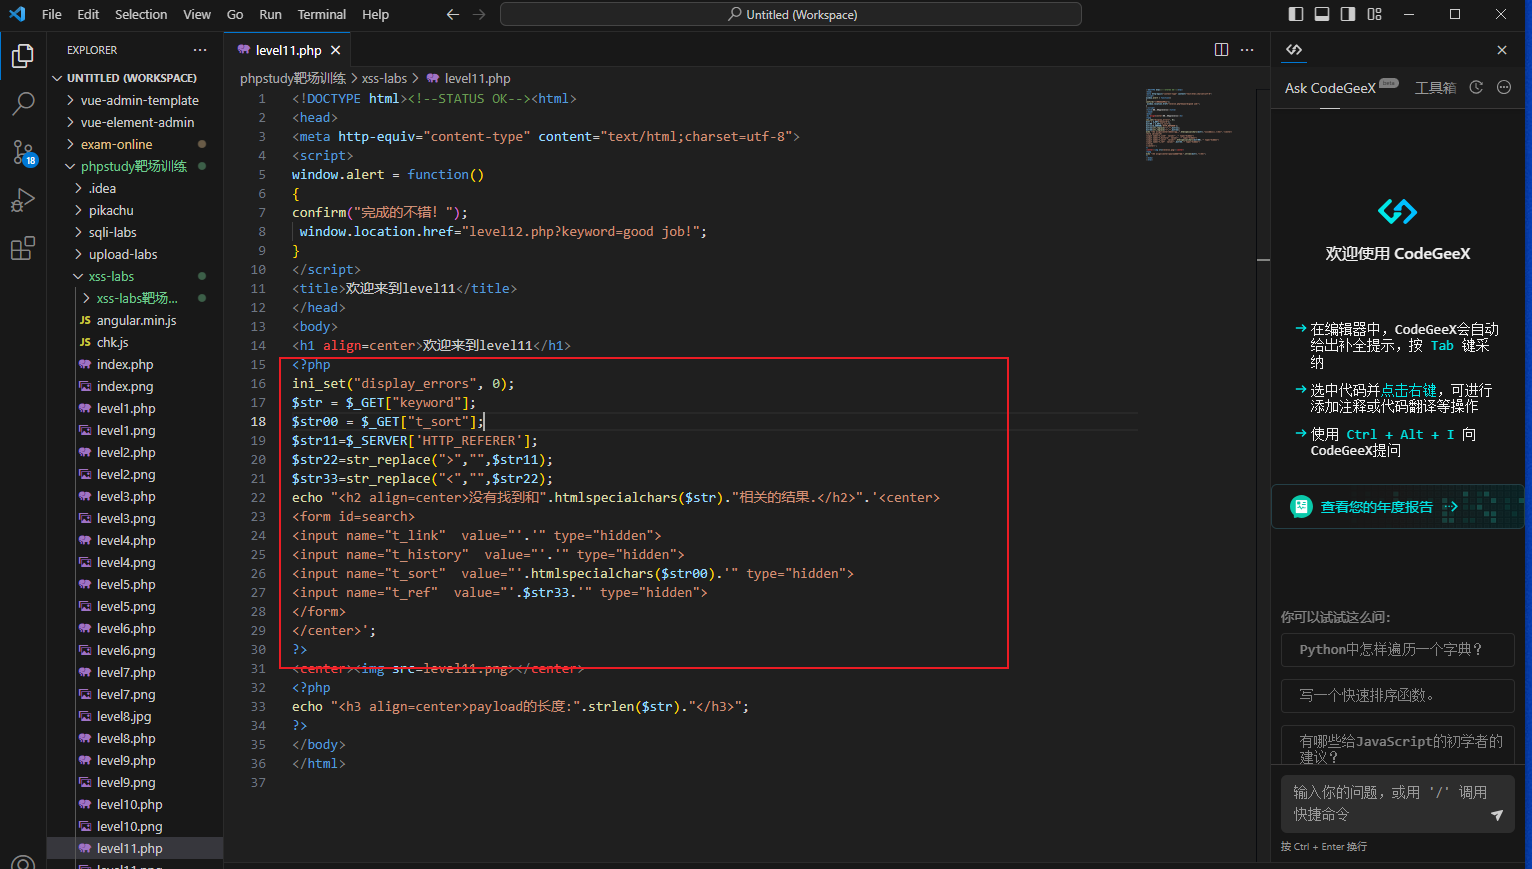 File Edit Selection View Go Run Terminal Help
Untitled (Workspace)
EXPLORER
UNTITLED (WORKSPACE)
vue-admin-template
vue-element-admin
exam-online
phpstudy靶场训练
.idea
pikachu
sqli-labs
upload-labs
xss-labs
xss-labs靶场...
JS angular.min.js
JS chk.js
index.php
index.png
level1.php
level1.png
level2.php
level2.png
level3.php
level3.png
level4.php
level4.png
level5.php
level5.png
level6.php
level6.png
level7.php
level7.png
level8.jpg
level8.php
level9.php
level9.png
level10.php
level10.png
level11.php
level11.png
18
level11.php
phpstudy靶场训练 > xss-labs > level11.php
1 <!DOCTYPE html><!--STATUS OK--><html>
2 <head>
3 <meta http-equiv="content-type" content="text/html;charset=utf-8">
4 <script>
5 window.alert = function()
6 {
7 confirm("完成的不错！");
8 window.location.href="level12.php?keyword=good job!";
9 }
10 </script>
11 <title>欢迎来到level11</title>
12 </head>
13 <body>
14 <h1 align=center>欢迎来到level11</h1>
15 <?php
16 ini_set("display_errors", 0);
17 $str = $_GET["keyword"];
18 $str00 = $_GET["t_sort"];
19 $str11=$_SERVER['HTTP_REFERER'];
20 $str22=str_replace(">","",$str11);
21 $str33=str_replace("<","",$str22);
22 echo "<h2 align=center>没有找到和".htmlspecialchars($str)."相关的结果.</h2>".'<center>
23 <form id=search>
24 <input name="t_link"  value="'.'" type="hidden">
25 <input name="t_history"  value="'.'" type="hidden">
26 <input name="t_sort"  value="'.htmlspecialchars($str00).'" type="hidden">
27 <input name="t_ref"  value="'.$str33.'" type="hidden">
28 </form>
29 </center>';
30 ?>
31 <center><img src=level11.png></center>
32 <?php
33 echo "<h3 align=center>payload的长度:".strlen($str)."</h3>";
34 ?>
35 </body>
36 </html>
37
Ask CodeGeeX beta 工具箱
欢迎使用 CodeGeeX
在编辑器中，CodeGeeX会自动
给出补全提示，按 Tab 键采
纳
选中代码并点击右键，可进行
添加注释或代码翻译等操作
使用 Ctrl + Alt + I 向
CodeGeeX提问
查看您的年度报告
你可以试试这么问：
Python中怎样遍历一个字典？
写一个快速排序函数。
有哪些给JavaScript的初学者的
建议？
输入你的问题，或用 '/' 调用
快捷命令
按 Ctrl + Enter 换行